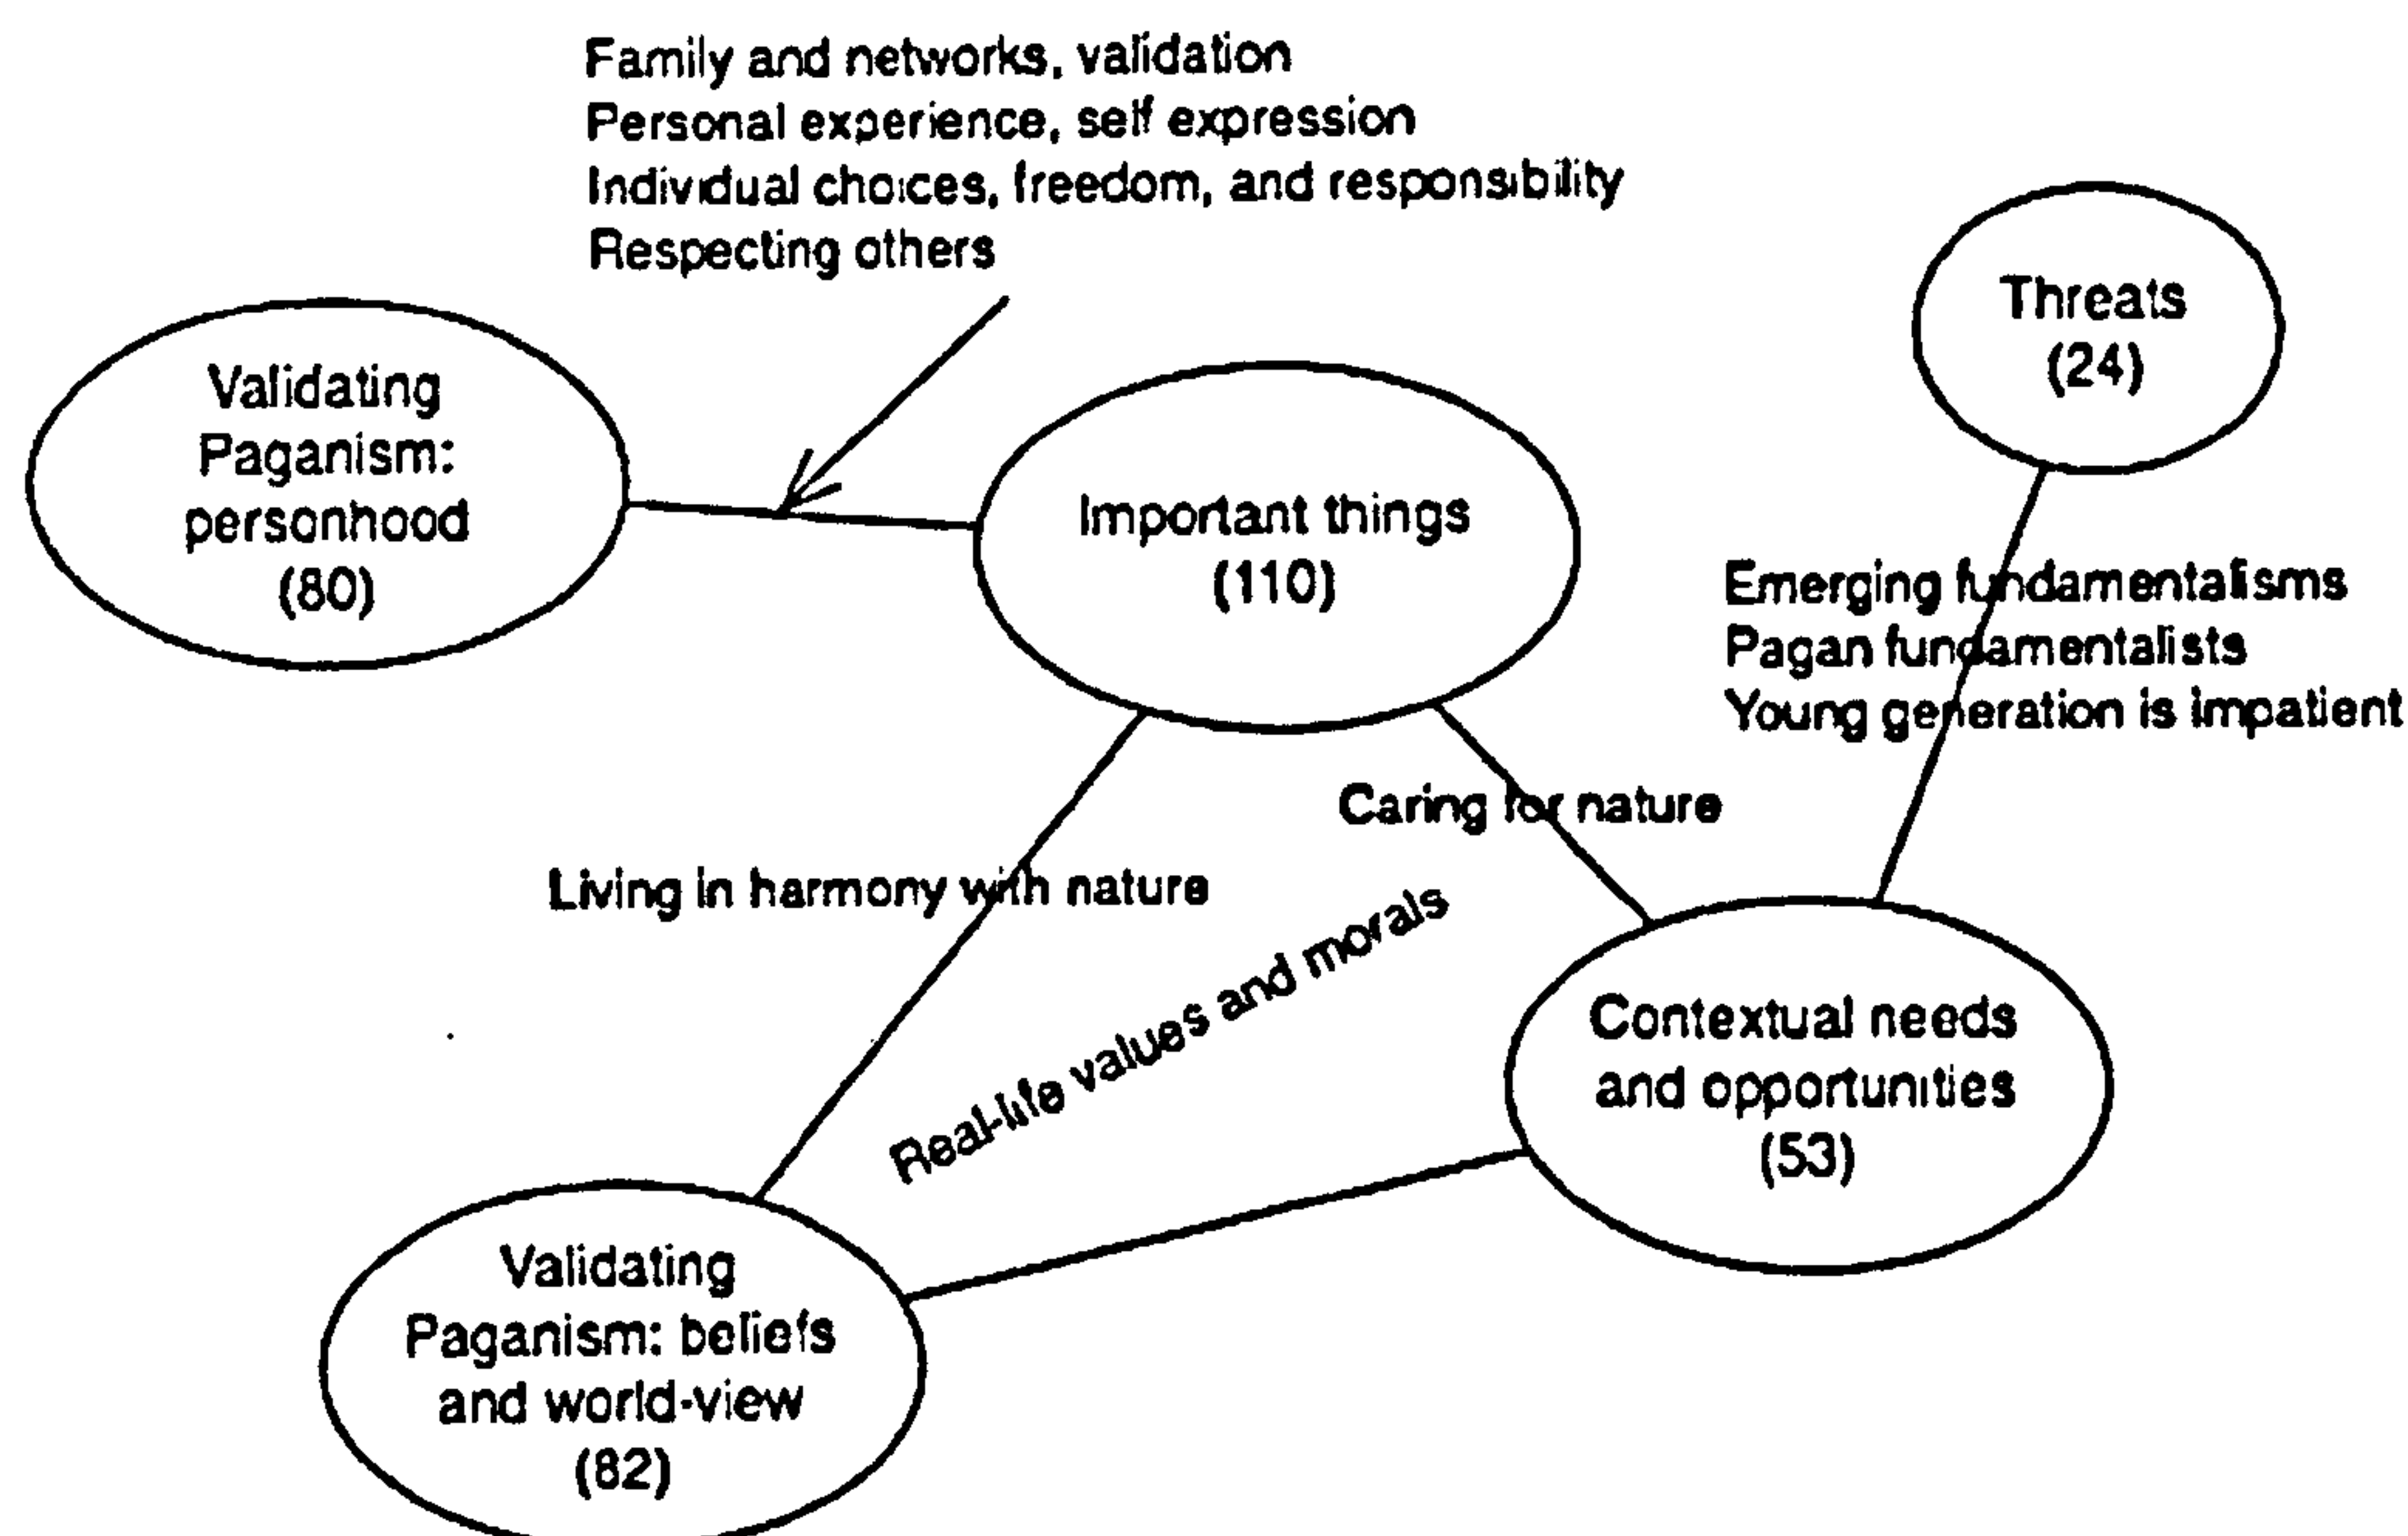 Family and networks, validation
Personal experience, self expression
Individual choices, freedom, and responsibility
Respecting others
Threats
(24)
Validating
Paganism:
personhood
(80)
Important things
(110)
Emerging fundamentalisms
Pagan fundamentalists
Young generation is impatient
Caring for nature
Living in harmony with nature
Real-life values and morals
Contextual needs
and opportunities
(53)
Validating
Paganism: beliefs
and world-view
(82)